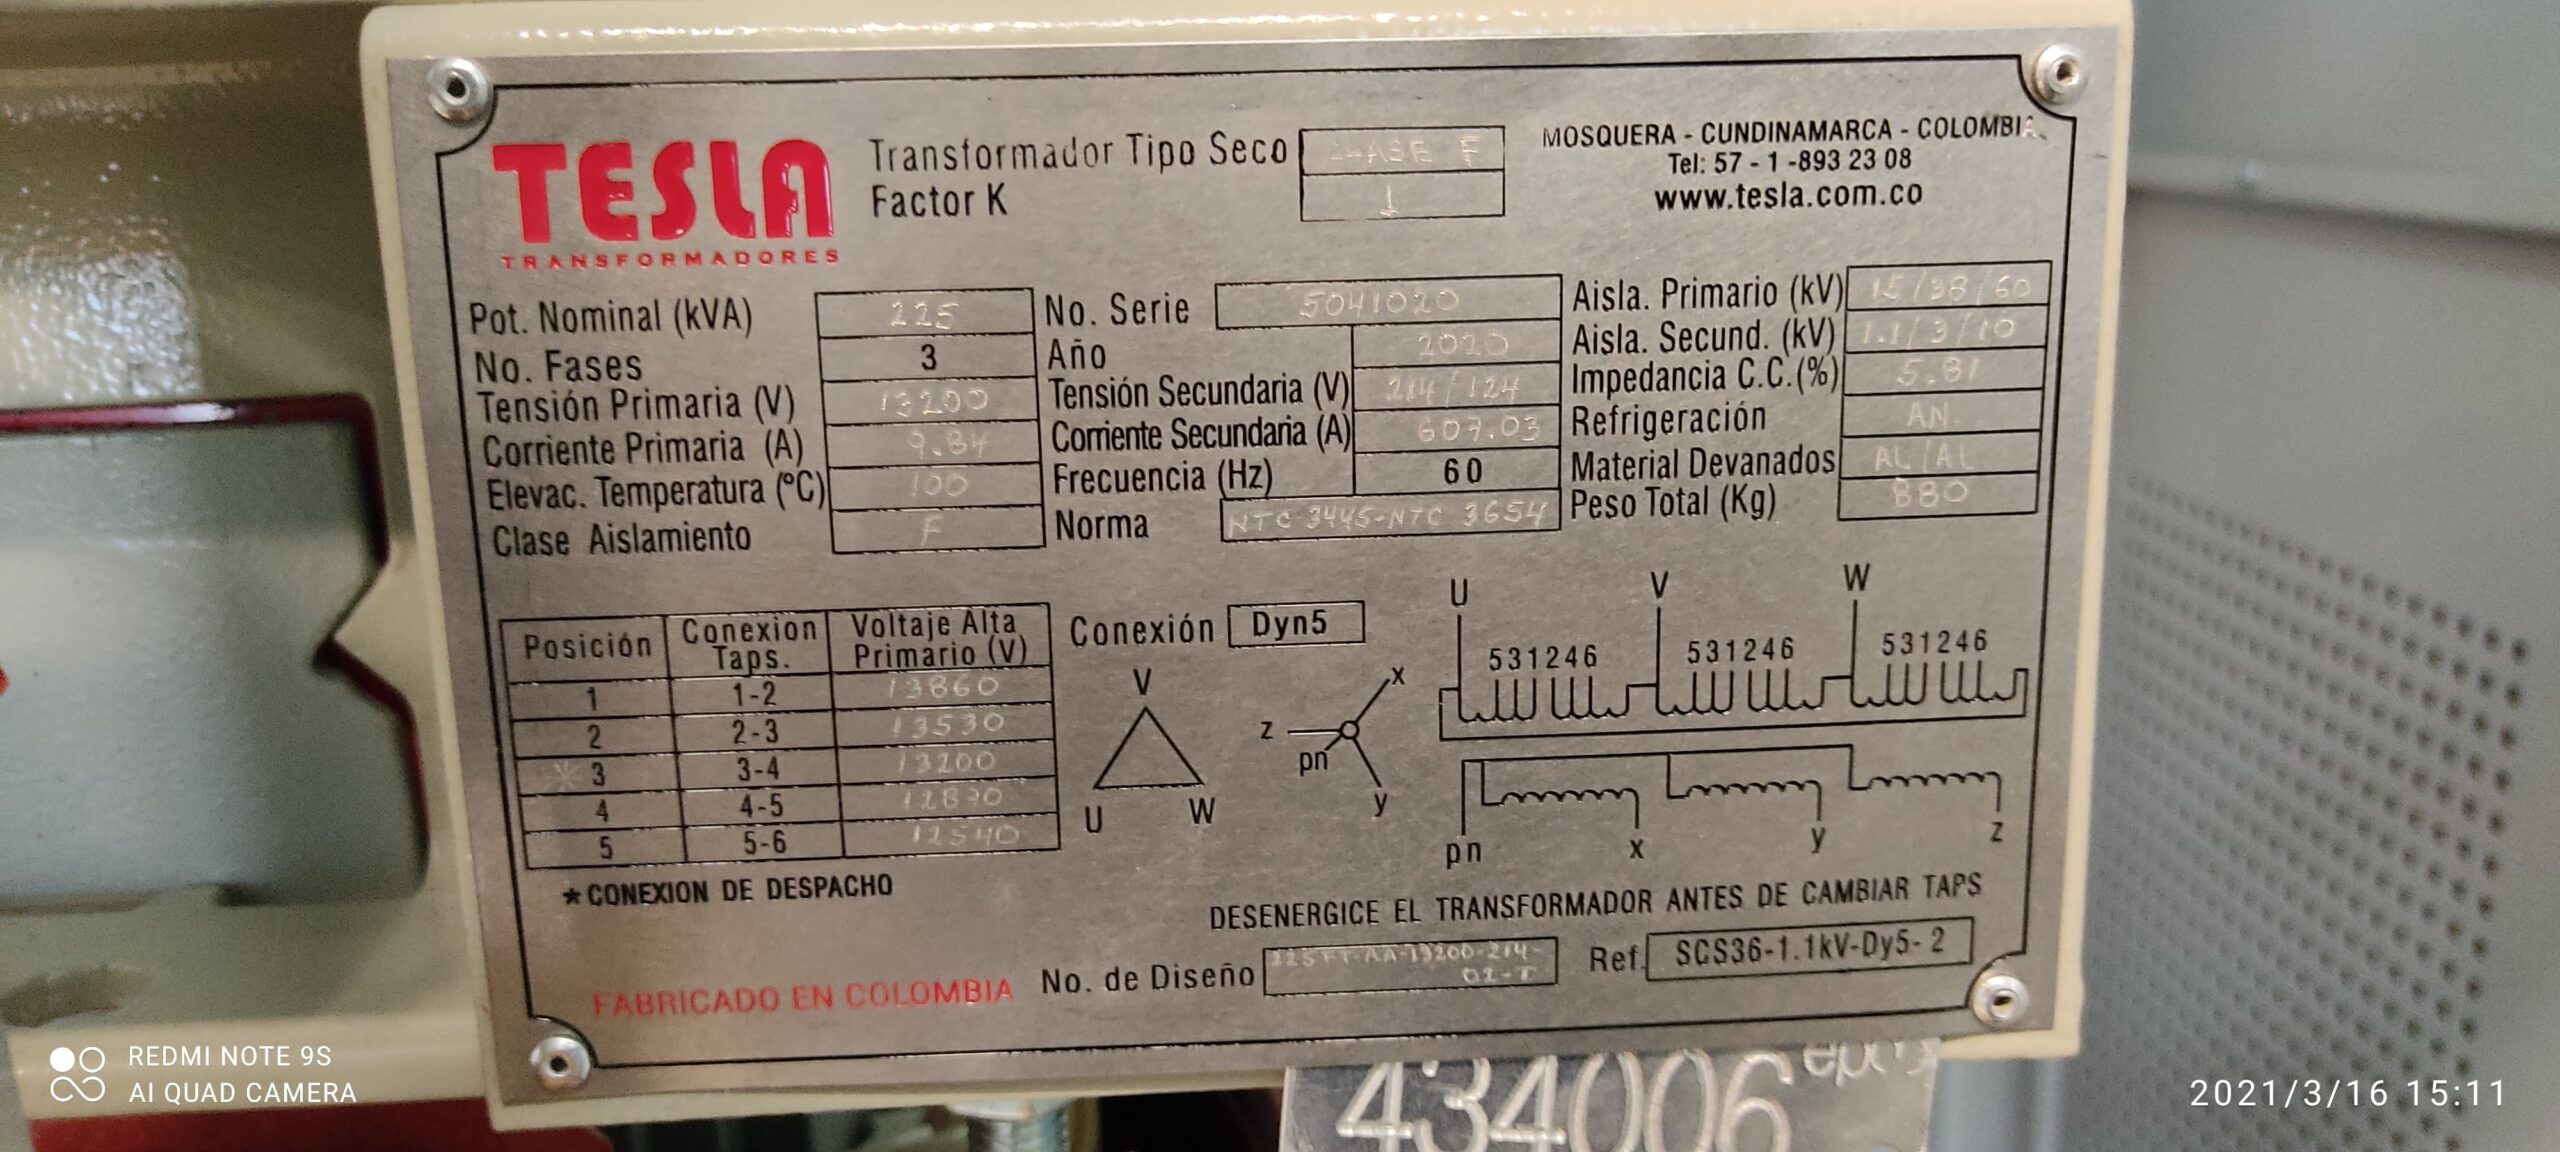 TESLA
TRANSFORMADORES
Transformador Tipo Seco CLASE F
Factor K 1
MOSQUERA - CUNDINAMARCA - COLOMBIA
Tel: 57 - 1 -893 23 08
www.tesla.com.co
Pot. Nominal (kVA) 225
No. Fases 3
Tensión Primaria (V) 13200
Corriente Primaria (A) 9.84
Elevac. Temperatura (°C) 100
Clase Aislamiento F
No. Serie 5041020
Año 2020
Tensión Secundaria (V) 214/124
Corriente Secundaria (A) 607.03
Frecuencia (Hz) 60
Norma NTC 3445-NTC 3654
Aisla. Primario (kV) 15/38/60
Aisla. Secund. (kV) 1.1/3/10
Impedancia C.C.(%) 5.81
Refrigeración AN.
Material Devanados AL/AL
Peso Total (Kg) 880
Posición Conexion Taps. Voltaje Alta Primario (V)
1 1-2 13860
2 2-3 13530
* 3 3-4 13200
4 4-5 12870
5 5-6 12540
* CONEXION DE DESPACHO
Conexión Dyn5
V
U W
x
z
pn
y
U V W
531246 531246 531246
pn x y z
DESENERGICE EL TRANSFORMADOR ANTES DE CAMBIAR TAPS
FABRICADO EN COLOMBIA
No. de Diseño 225FT-AA-13200-214-
02-T
Ref. SCS36-1.1kV-Dy5- 2
434006
REDMI NOTE 9S
AI QUAD CAMERA
2021/3/16 15:11